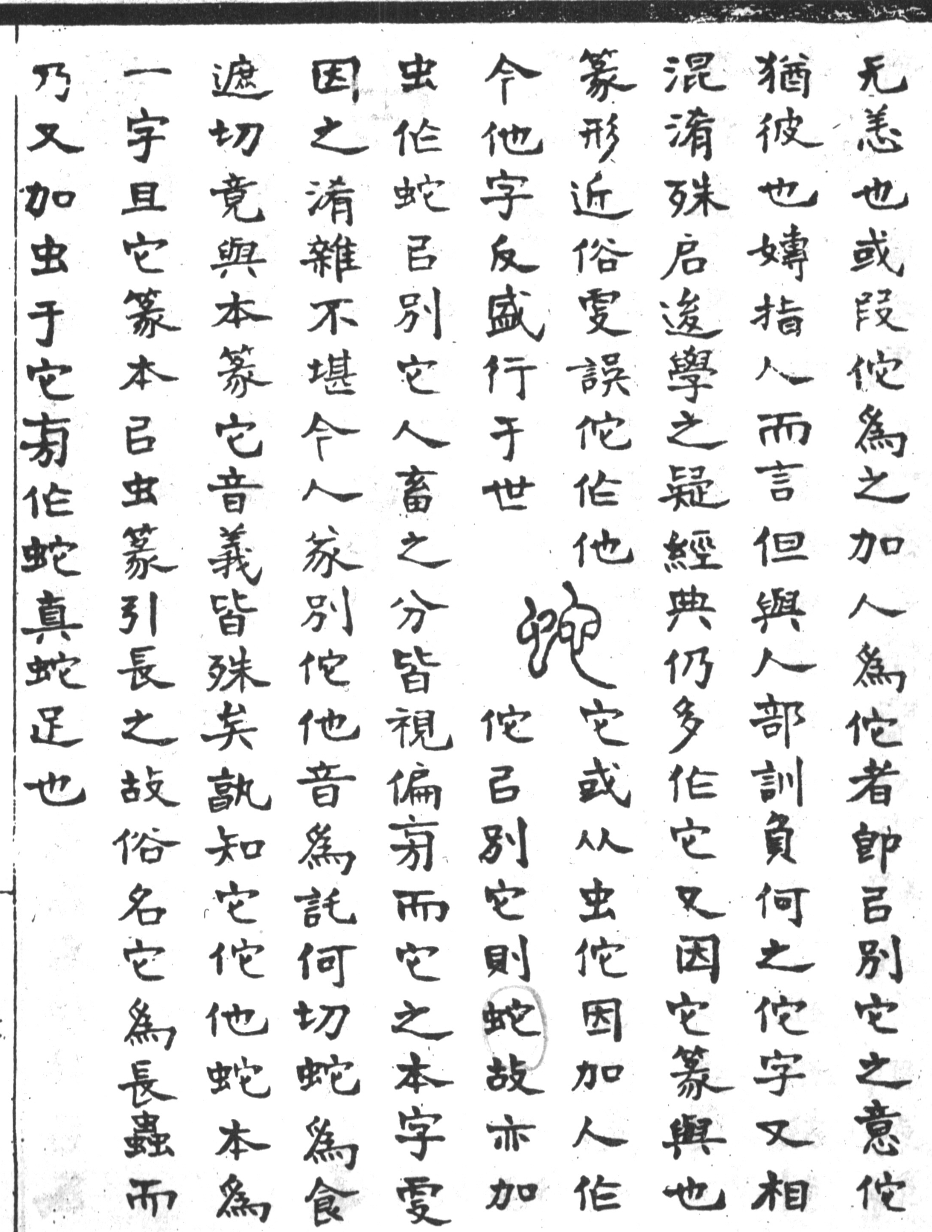 无恙也或叚佗為之加人為佗者卽㠯別它之意佗
猶彼也嫥指人而言但與人部訓負何之佗字又相
混淆殊启後學之疑經典仍多作它又因它篆與也
篆形近俗叓誤佗作他 蛇 它或从虫佗因加人作
今他字反盛行于世 佗㠯別它則蛇故亦加
虫作蛇㠯別它人畜之分皆視偏㫄而它之本字叓
因之淆雜不堪今人豙別佗他音為託何切蛇為食
遮切竟與本篆它音義皆殊矣孰知它佗他蛇本為
一字且它篆本㠯虫篆引長之故俗名它為長蟲而
乃又加虫于它㫄作蛇真蛇足也